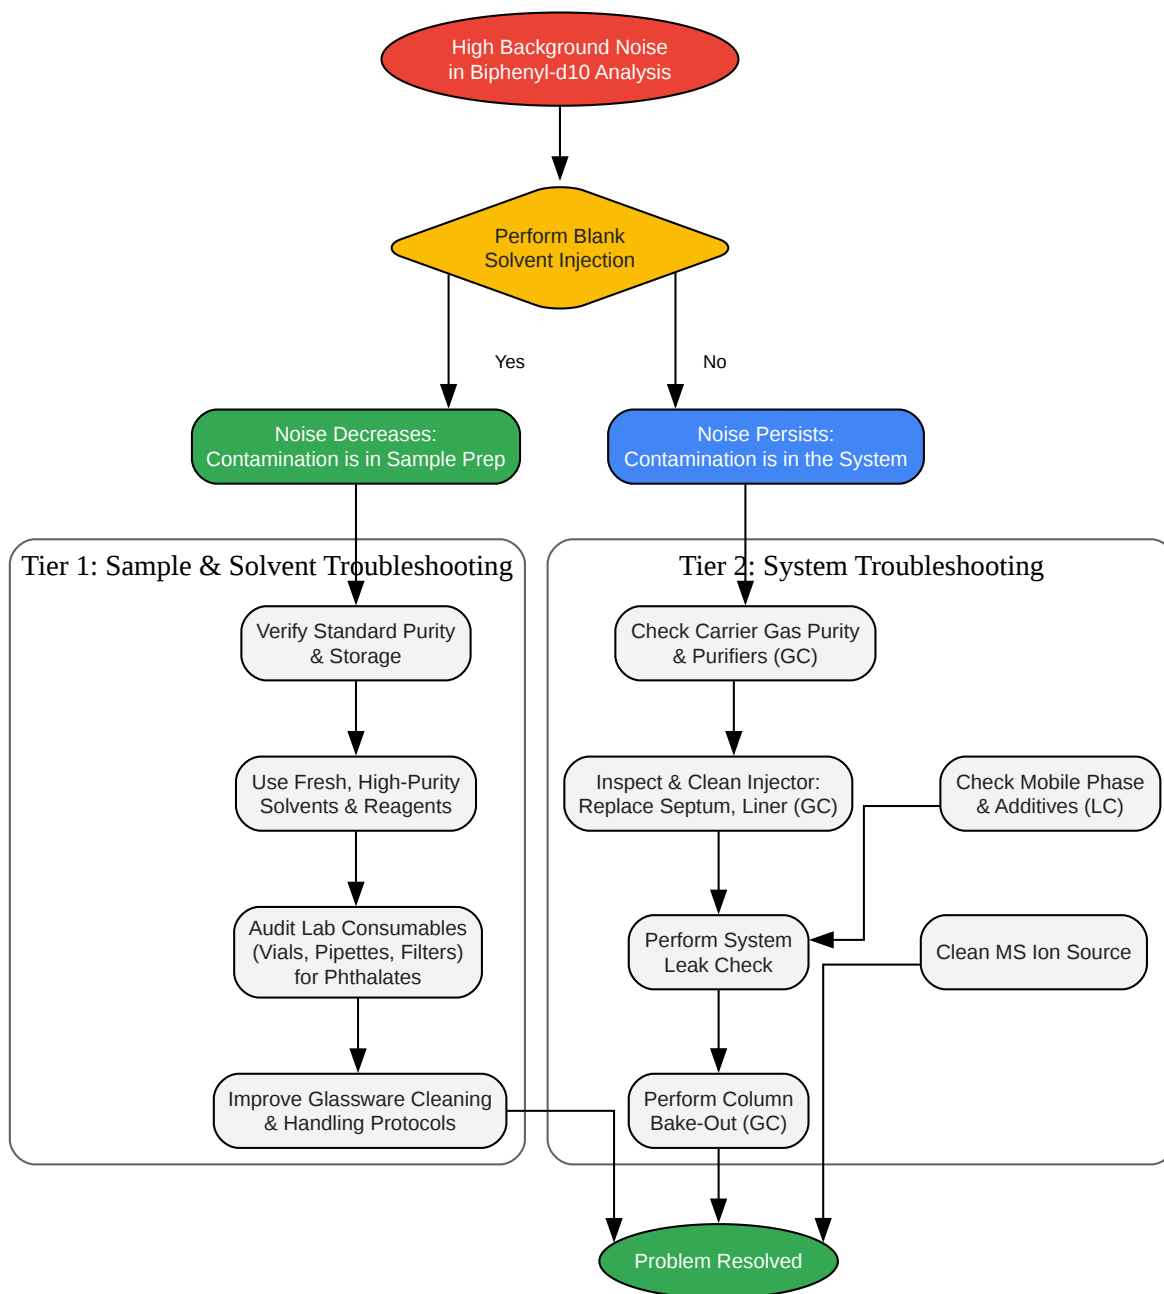 High Background Noise
in Biphenyl-d10 Analysis
Perform Blank
Solvent Injection
Yes
No
Noise Decreases:
Contamination is in Sample Prep
Noise Persists:
Contamination is in the System
Tier 1: Sample & Solvent Troubleshooting
Verify Standard Purity
& Storage
Use Fresh, High-Purity
Solvents & Reagents
Audit Lab Consumables
(Vials, Pipettes, Filters)
for Phthalates
Improve Glassware Cleaning
& Handling Protocols
Tier 2: System Troubleshooting
Check Carrier Gas Purity
& Purifiers (GC)
Inspect & Clean Injector:
Replace Septum, Liner (GC)
Check Mobile Phase
& Additives (LC)
Perform System
Leak Check
Clean MS Ion Source
Perform Column
Bake-Out (GC)
Problem Resolved